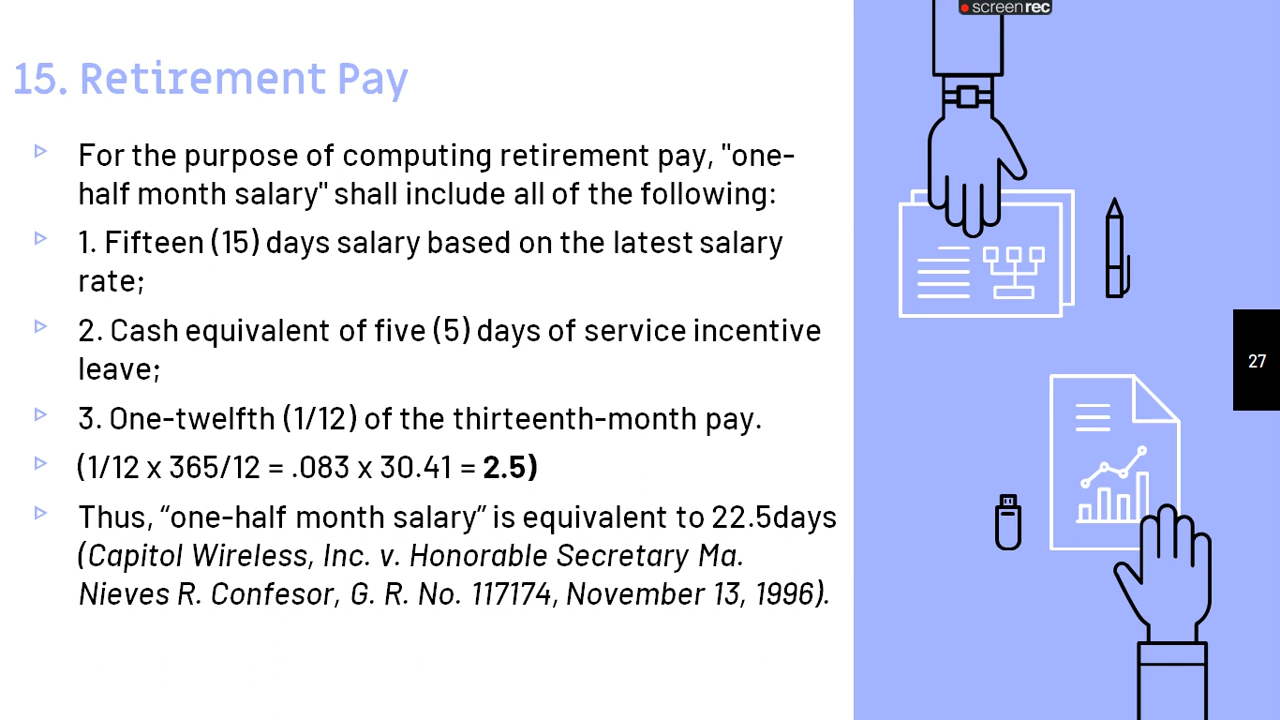 screenrec
15. Retirement Pay
For the purpose of computing retirement pay, "one-
half month salary" shall include all of the following:
1. Fifteen (15) days salary based on the latest salary
rate;
2. Cash equivalent of five (5) days of service incentive
leave;
3. One-twelfth (1/12) of the thirteenth-month pay.
(1/12 x 365/12 = .083 x 30.41 = 2.5)
Thus, “one-half month salary” is equivalent to 22.5days
(Capitol Wireless, Inc. v. Honorable Secretary Ma.
Nieves R. Confesor, G. R. No. 117174, November 13, 1996).
27